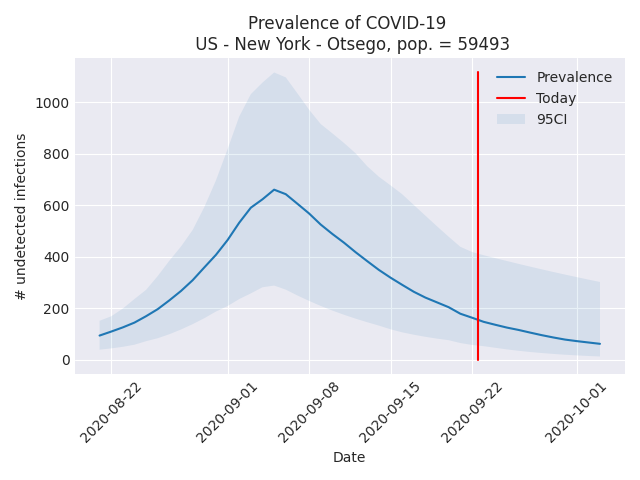 Prevalence of COVID-19
US - New York - Otsego, pop. = 59493
Prevalence
Today
95CI
# undetected infections
1000
800
600
400
200
0
2020-08-22
2020-09-01
2020-09-08
2020-09-15
2020-09-22
2020-10-01
Date